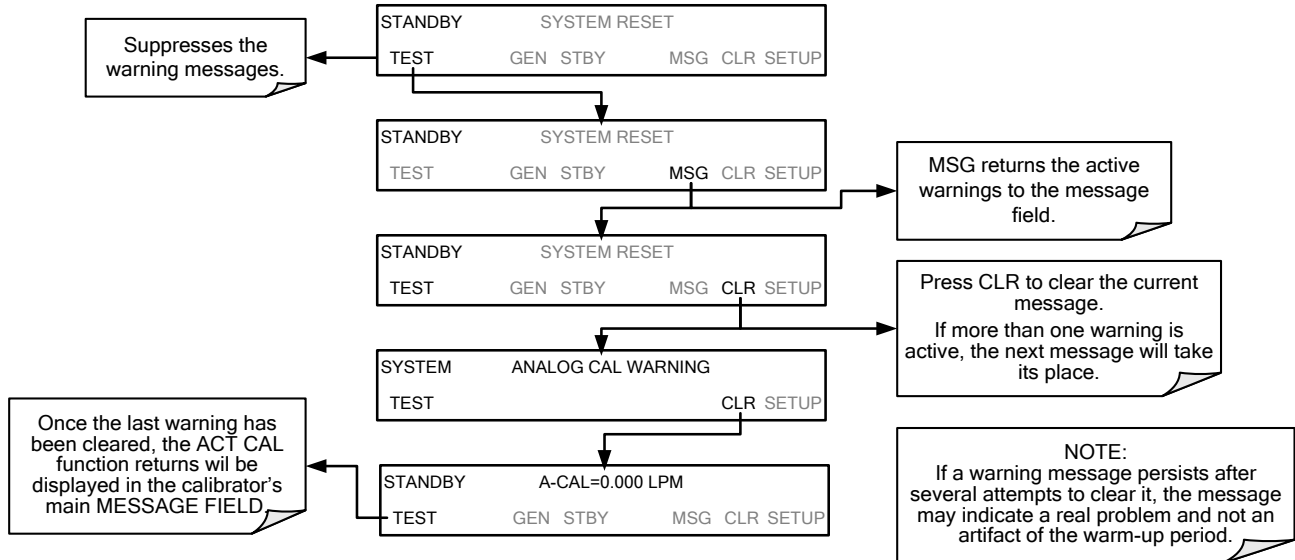 Suppresses the
warning messages.
STANDBY SYSTEM RESET
TEST GEN STBY MSG CLR SETUP
STANDBY SYSTEM RESET
TEST GEN STBY MSG CLR SETUP
MSG returns the active
warnings to the message
field.
STANDBY SYSTEM RESET
TEST GEN STBY MSG CLR SETUP
Press CLR to clear the current
message.
If more than one warning is
active, the next message will take
its place.
SYSTEM ANALOG CAL WARNING
TEST CLR SETUP
Once the last warning has
been cleared, the ACT CAL
function returns wil be
displayed in the calibrator's
main MESSAGE FIELD.
STANDBY A-CAL=0.000 LPM
TEST GEN STBY MSG CLR SETUP
NOTE:
If a warning message persists after
several attempts to clear it, the message
may indicate a real problem and not an
artifact of the warm-up period.